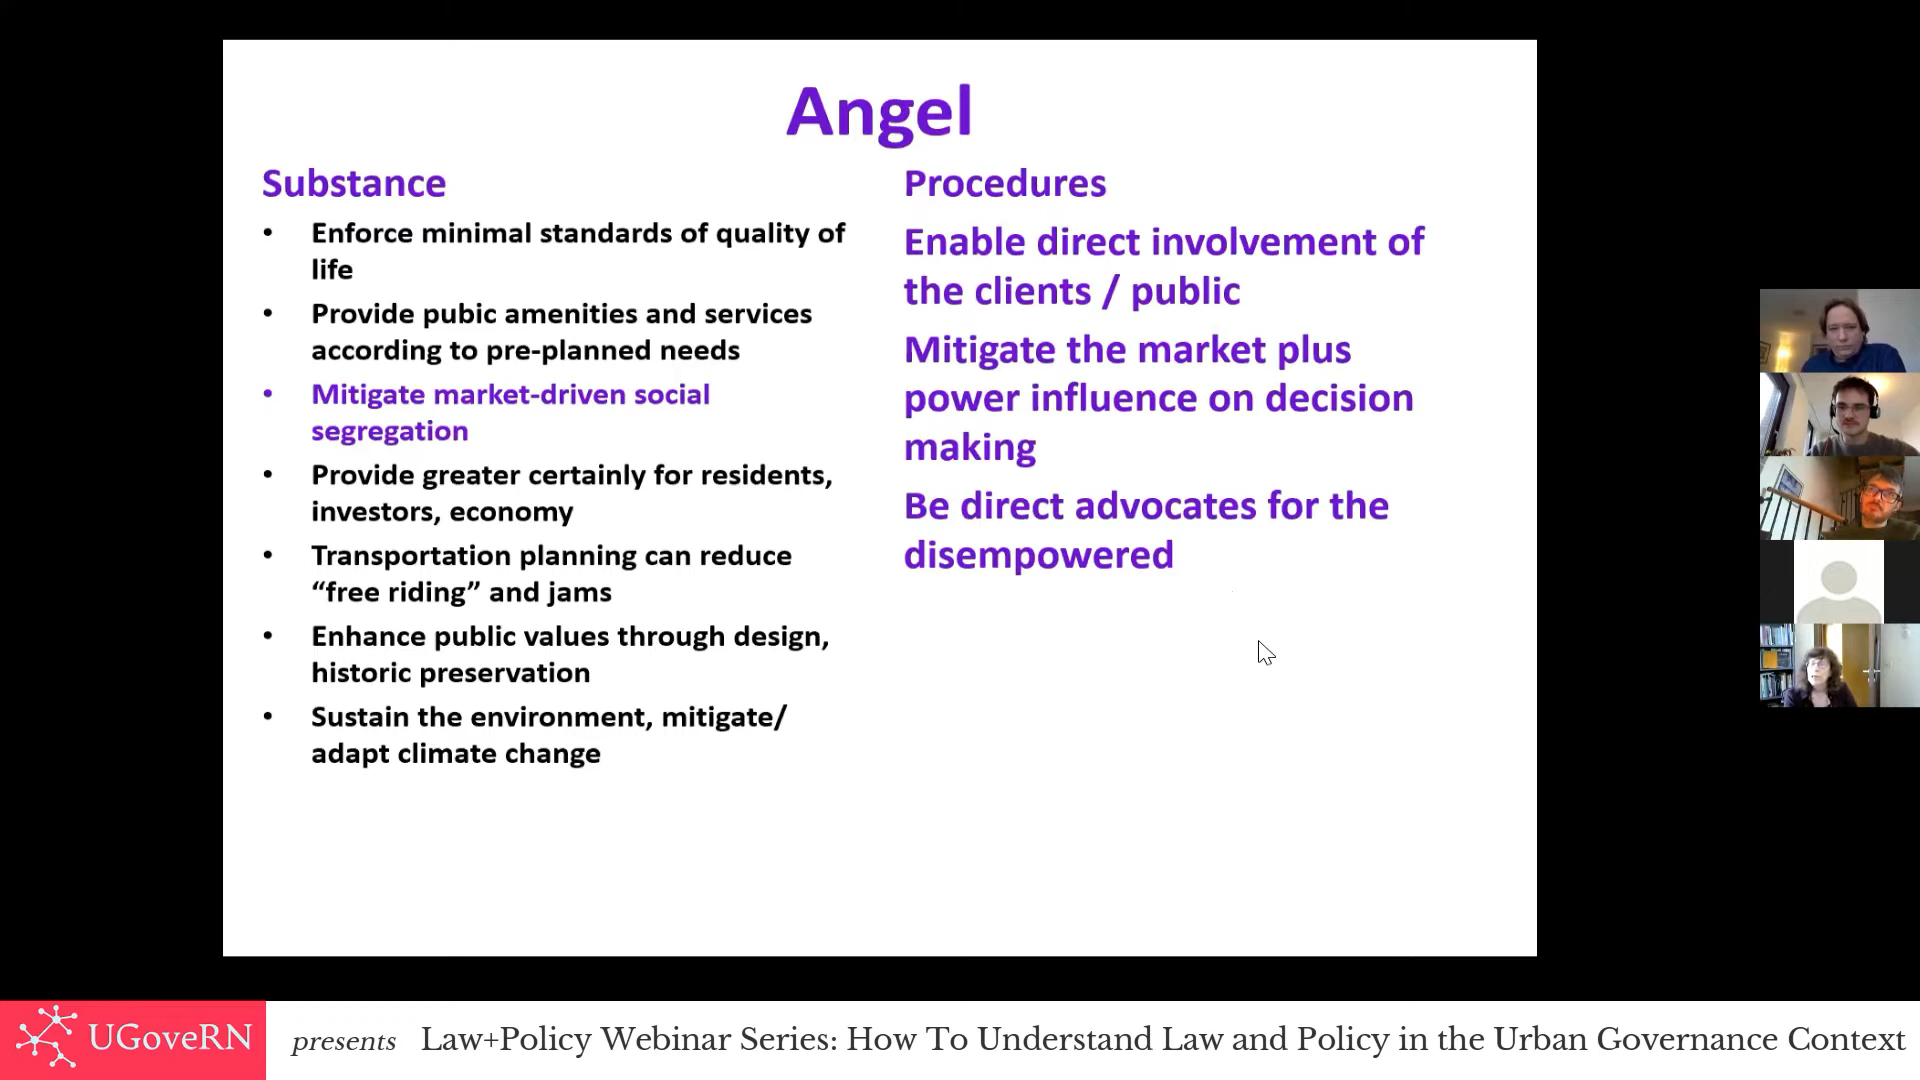 Angel
Substance
• Enforce minimal standards of quality of
life
• Provide pubic amenities and services
according to pre-planned needs
• Mitigate market-driven social
segregation
• Provide greater certainly for residents,
investors, economy
• Transportation planning can reduce
“free riding” and jams
• Enhance public values through design,
historic preservation
• Sustain the environment, mitigate/
adapt climate change
Procedures
Enable direct involvement of
the clients / public
Mitigate the market plus
power influence on decision
making
Be direct advocates for the
disempowered
UGoveRN presents Law+Policy Webinar Series: How To Understand Law and Policy in the Urban Governance Context